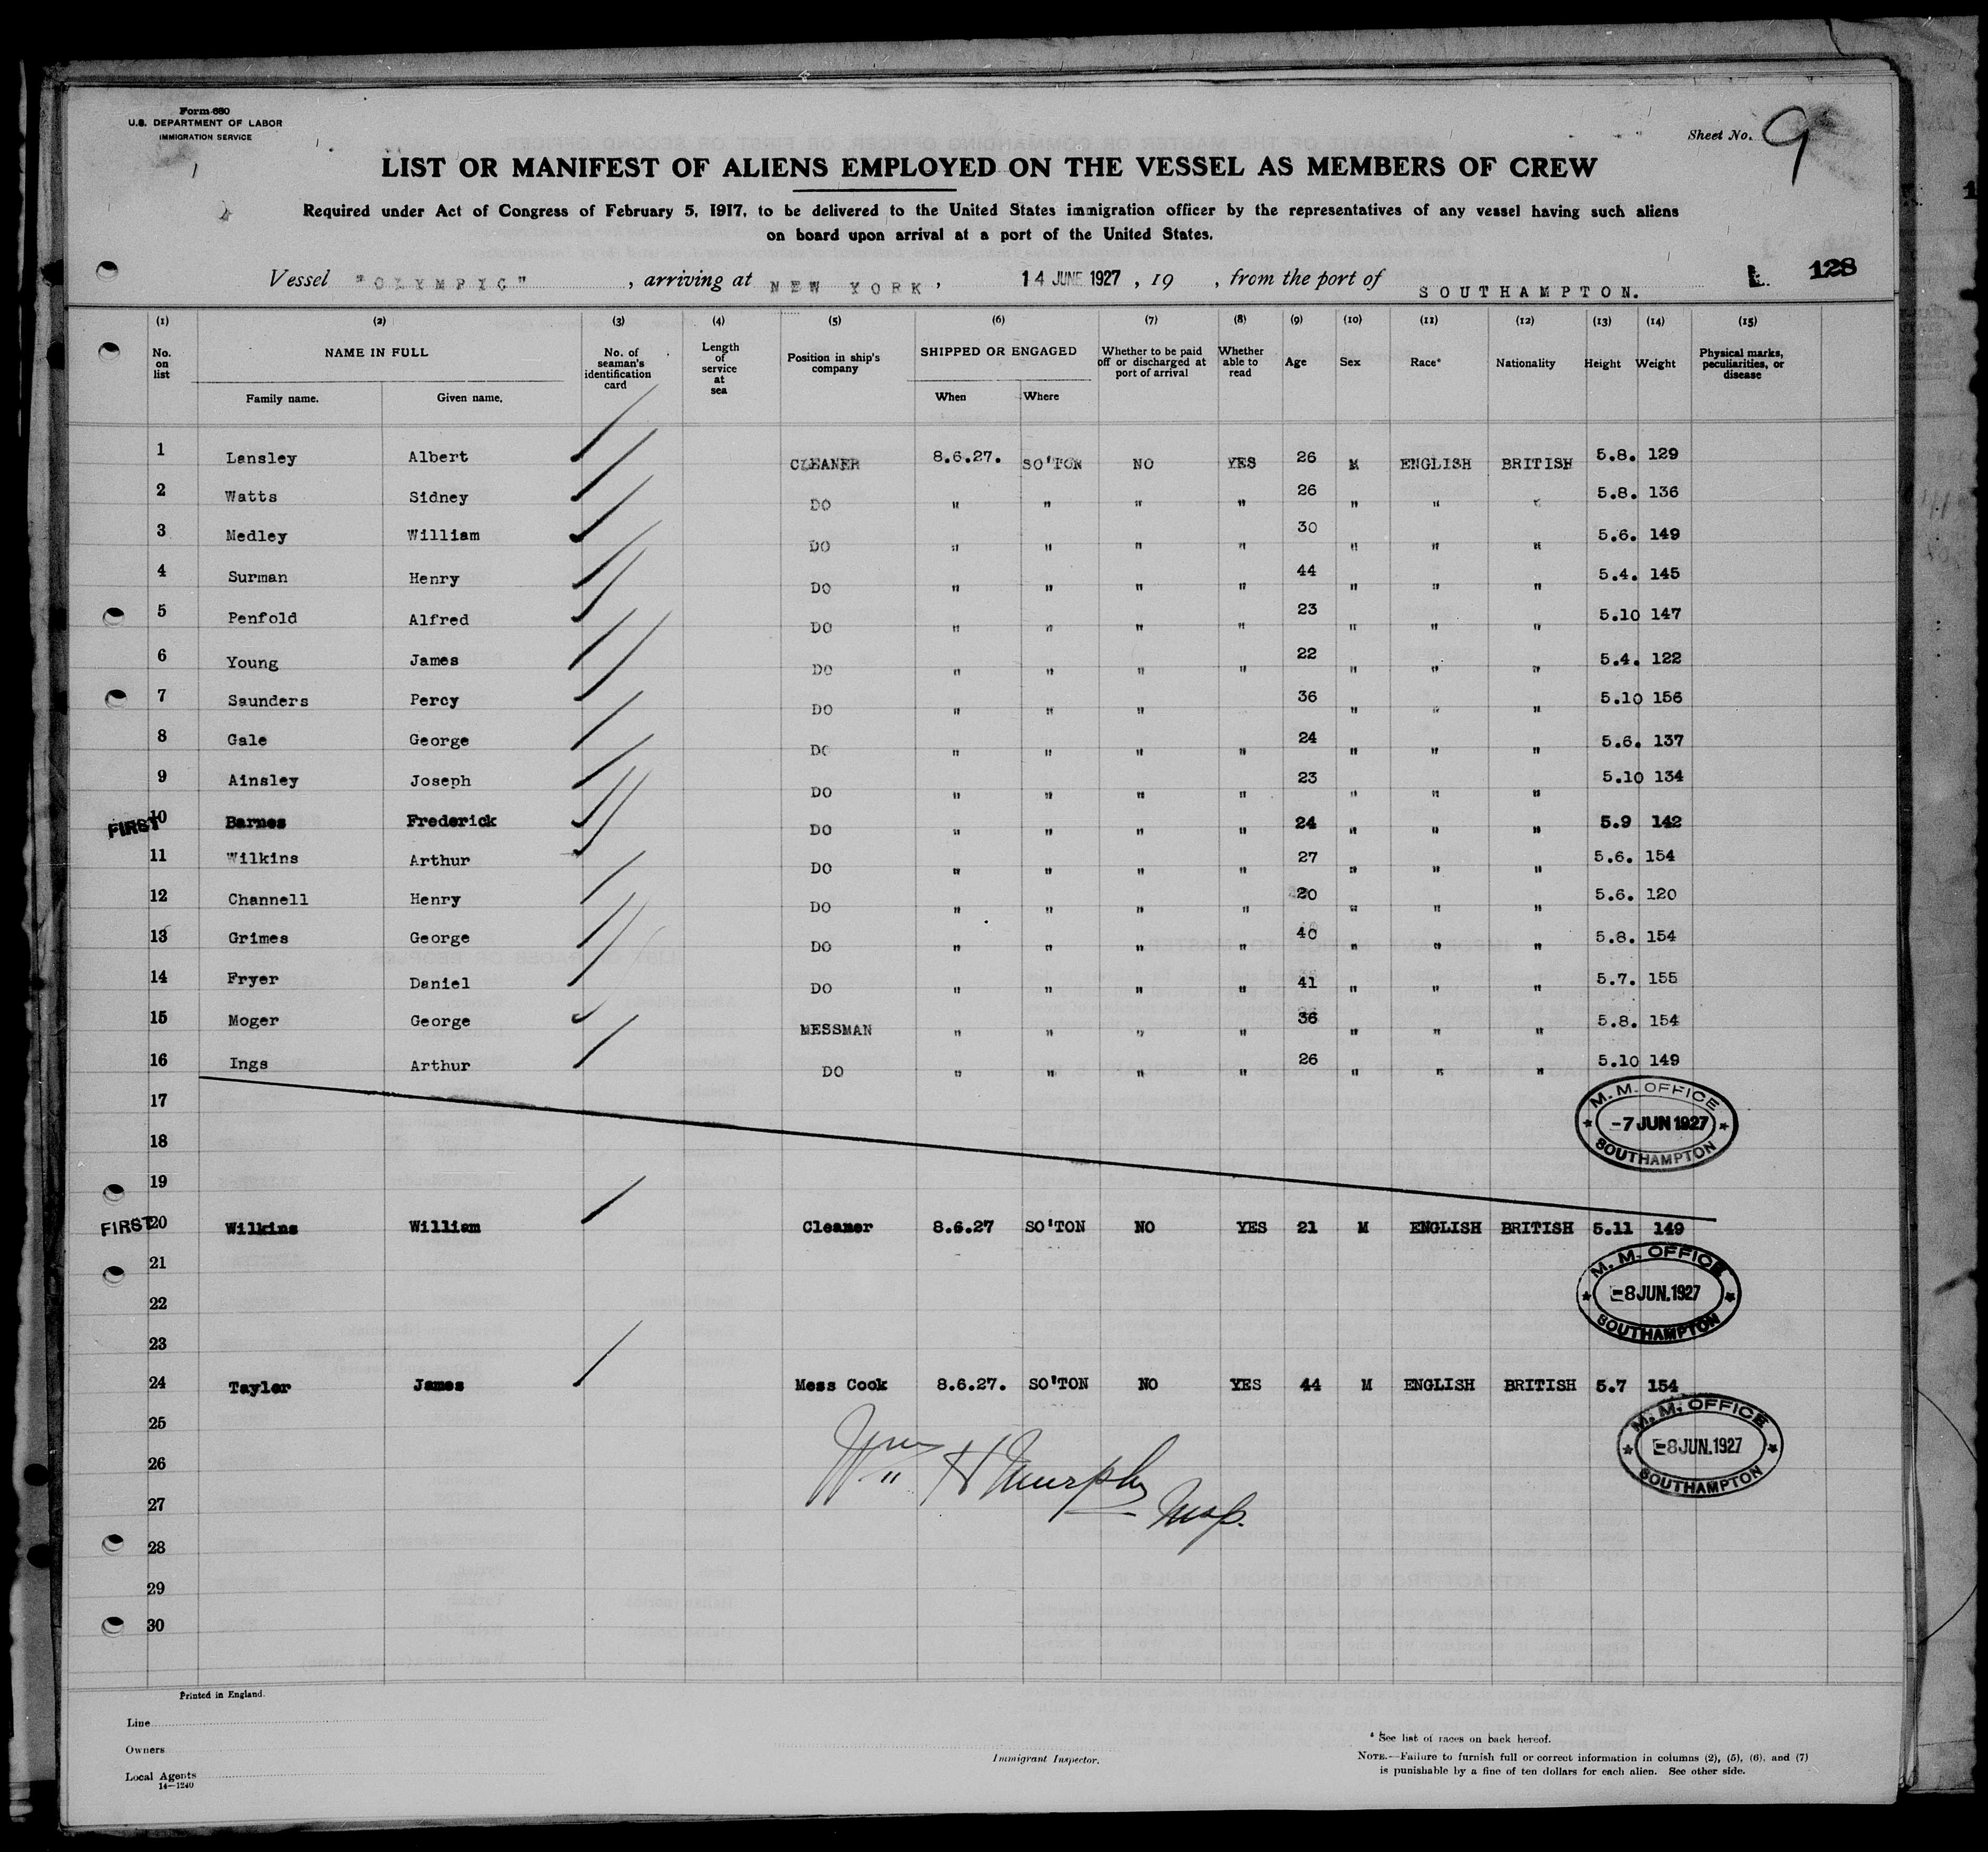 Form 680
U.S. DEPARTMENT OF LABOR
IMMIGRATION SERVICE
Sheet No. 9
LIST OR MANIFEST OF ALIENS EMPLOYED ON THE VESSEL AS MEMBERS OF CREW
Required under Act of Congress of February 5, 1917, to be delivered to the United States immigration officer by the representatives of any vessel having such aliens
on board upon arrival at a port of the United States.
Vessel "OLYMPIC", arriving at NEW YORK, 14 JUNE 1927, 19 , from the port of SOUTHAMPTON. L. 128
(1) (2) (3) (4) (5) (6) (7) (8) (9) (10) (11) (12) (13) (14) (15)
No. on list NAME IN FULL No. of seaman's identification card Length of service at sea Position in ship's company SHIPPED OR ENGAGED Whether to be paid off or discharged at port of arrival Whether able to read Age Sex Race* Nationality Height Weight Physical marks, peculiarities, or disease
Family name. Given name. When Where
1 Lansley Albert CLEANER 8.6.27. SO'TON NO YES 26 M ENGLISH BRITISH 5.8. 129
2 Watts Sidney DO " " " " 26 " " " 5.8. 136
3 Medley William DO " " " " 30 " " " 5.6. 149
4 Surman Henry DO " " " " 44 " " " 5.4. 145
5 Penfold Alfred DO " " " " 23 " " " 5.10 147
6 Young James DO " " " " 22 " " " 5.4. 122
7 Saunders Percy DO " " " 36 " " " 5.10 156
8 Gale George DO " " " " 24 " " " 5.6. 137
9 Ainsley Joseph DO " " " " 23 " " " 5.10 134
FIRST 10 Barnes Frederick DO " " " " 24 " " " 5.9 142
11 Wilkins Arthur DO " " " " 27 " " " 5.6. 154
12 Channell Henry DO " " " " 20 " " " 5.6. 120
13 Grimes George DO " " " " 40 " " " 5.8. 154
14 Fryer Daniel DO " " " " 41 " " " 5.7. 155
15 Moger George MESSMAN " " " " 36 " " " 5.8. 154
16 Ings Arthur DO " " " " 26 " " " 5.10 149
17
M. M. OFFICE
-7 JUN 1927
SOUTHAMPTON
18
19
FIRST 20 Wilkins William Cleaner 8.6.27 SO'TON NO YES 21 M ENGLISH BRITISH 5.11 149
21
M. M. OFFICE
-8 JUN. 1927
SOUTHAMPTON
22
23
24 Taylor James Mess Cook 8.6.27. SO'TON NO YES 44 M ENGLISH BRITISH 5.7 154
25
M. M. OFFICE
-8 JUN. 1927
SOUTHAMPTON
Wm H Murphy
26
27
28
29
30
Printed in England.
Line
Owners
Local Agents
14—1240
Immigrant Inspector.
* See list of races on back hereof.
NOTE.—Failure to furnish full or correct information in columns (2), (5), (6), and (7)
is punishable by a fine of ten dollars for each alien. See other side.